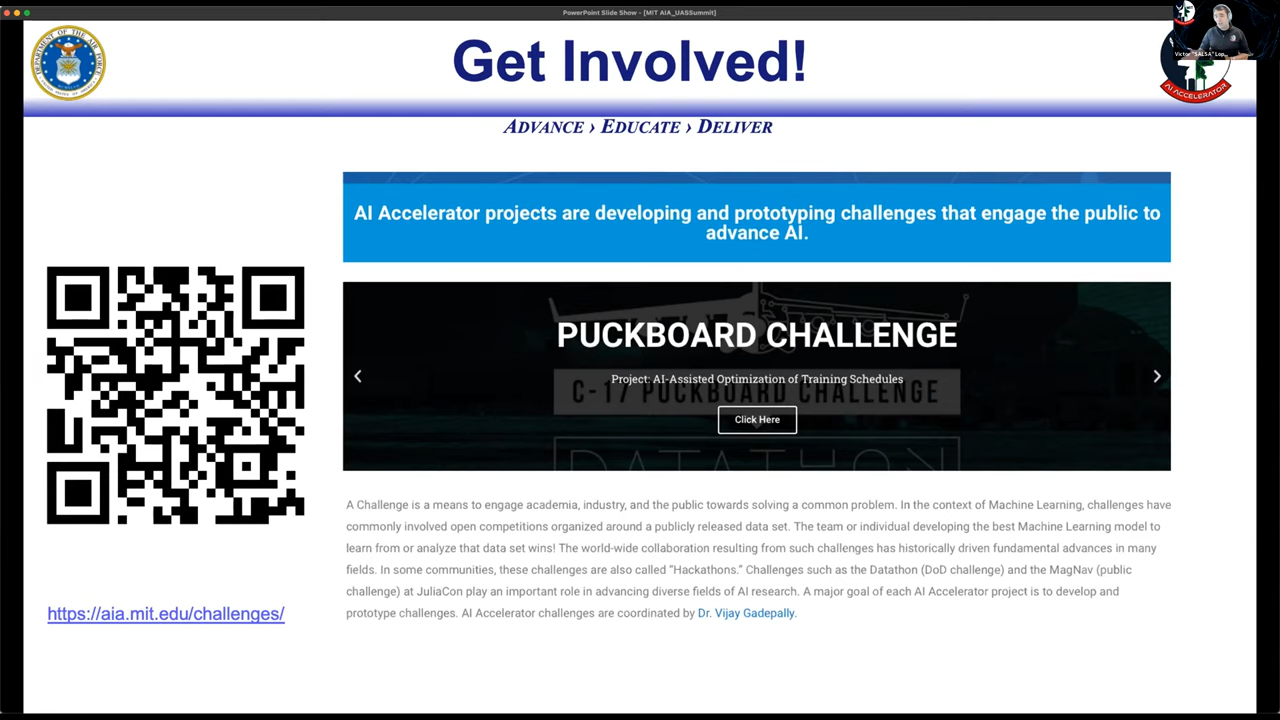 PowerPoint Slide Show - [MIT AIA_UASSummit]
DEPARTMENT OF THE AIR FORCE
Get Involved!
Victor "SALSA" Lop...
AI ACCELERATOR
ADVANCE › EDUCATE › DELIVER
AI Accelerator projects are developing and prototyping challenges that engage the public to
advance AI.
PUCKBOARD CHALLENGE
Project: AI-Assisted Optimization of Training Schedules
C-17 PUCKBOARD CHALLENGE
Click Here
DATATHON
A Challenge is a means to engage academia, industry, and the public towards solving a common problem. In the context of Machine Learning, challenges have
commonly involved open competitions organized around a publicly released data set. The team or individual developing the best Machine Learning model to
learn from or analyze that data set wins! The world-wide collaboration resulting from such challenges has historically driven fundamental advances in many
fields. In some communities, these challenges are also called “Hackathons.” Challenges such as the Datathon (DoD challenge) and the MagNav (public
challenge) at JuliaCon play an important role in advancing diverse fields of AI research. A major goal of each AI Accelerator project is to develop and
prototype challenges. AI Accelerator challenges are coordinated by Dr. Vijay Gadepally.
https://aia.mit.edu/challenges/